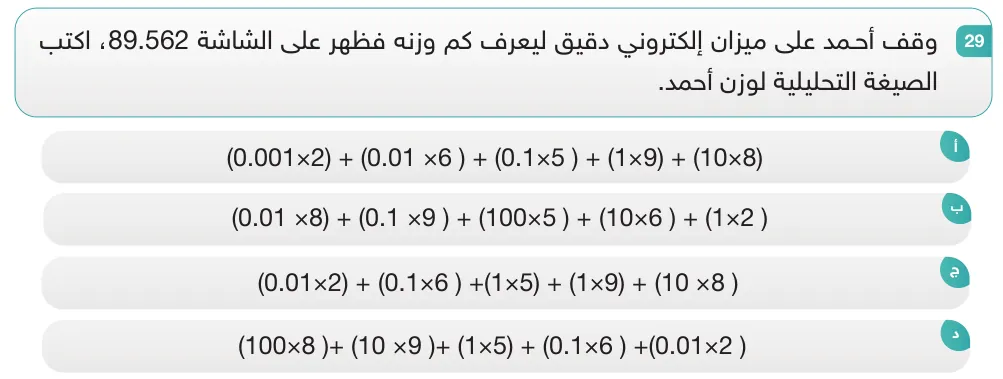 29
وقف أحمد على ميزان إلكتروني دقيق ليعرف كم وزنه فظهر على الشاشة 89.562، اكتب
الصيغة التحليلية لوزن أحمد.
أ
(0.001×2) + (0.01 ×6 ) + (0.1×5 ) + (1×9) + (10×8)
ب
(0.01 ×8) + (0.1 ×9 ) + (100×5 ) + (10×6 ) + (1×2 )
ج
(0.01×2) + (0.1×6 ) +(1×5) + (1×9) + (10 ×8 )
د
(100×8 )+ (10 ×9 )+ (1×5) + (0.1×6 ) +(0.01×2 )